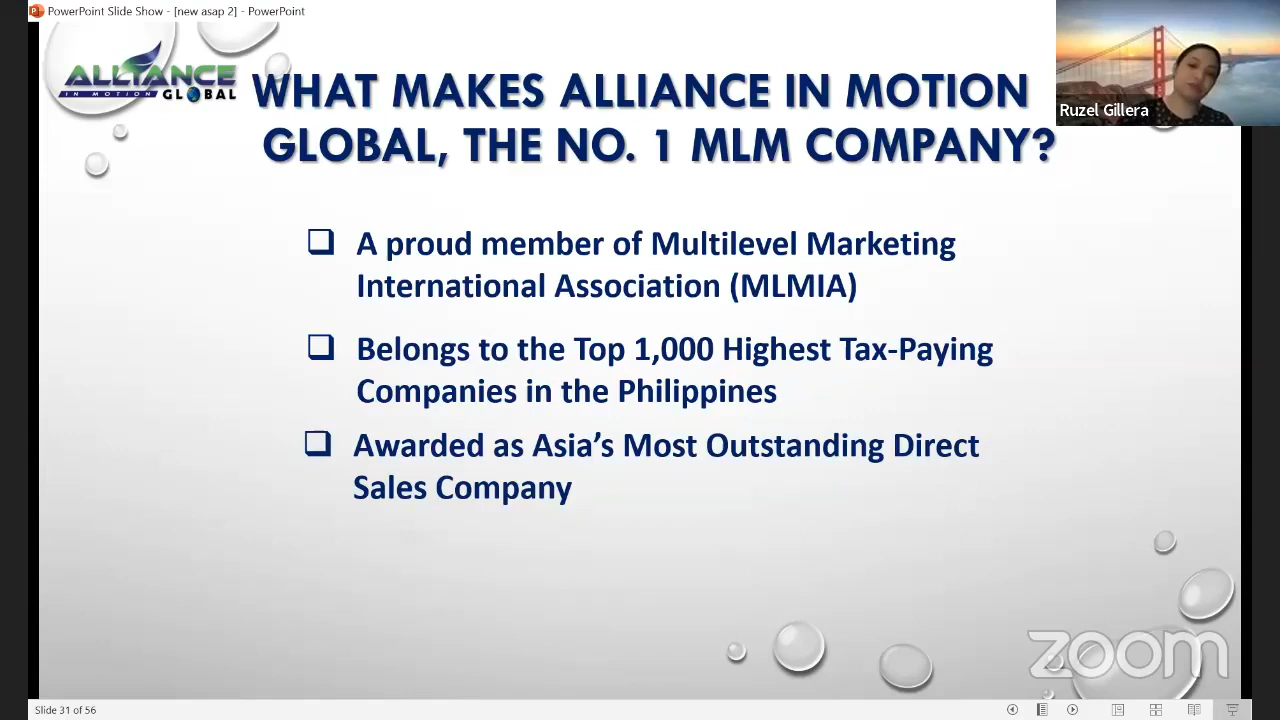 PowerPoint Slide Show - [new asap 2] - PowerPoint
ALLIANCE
IN MOTION
GLOBAL
WHAT MAKES ALLIANCE IN MOTION
GLOBAL, THE NO. 1 MLM COMPANY?
Ruzel Gillera
A proud member of Multilevel Marketing
International Association (MLMIA)
Belongs to the Top 1,000 Highest Tax-Paying
Companies in the Philippines
Awarded as Asia's Most Outstanding Direct
Sales Company
zoom
Slide 31 of 56